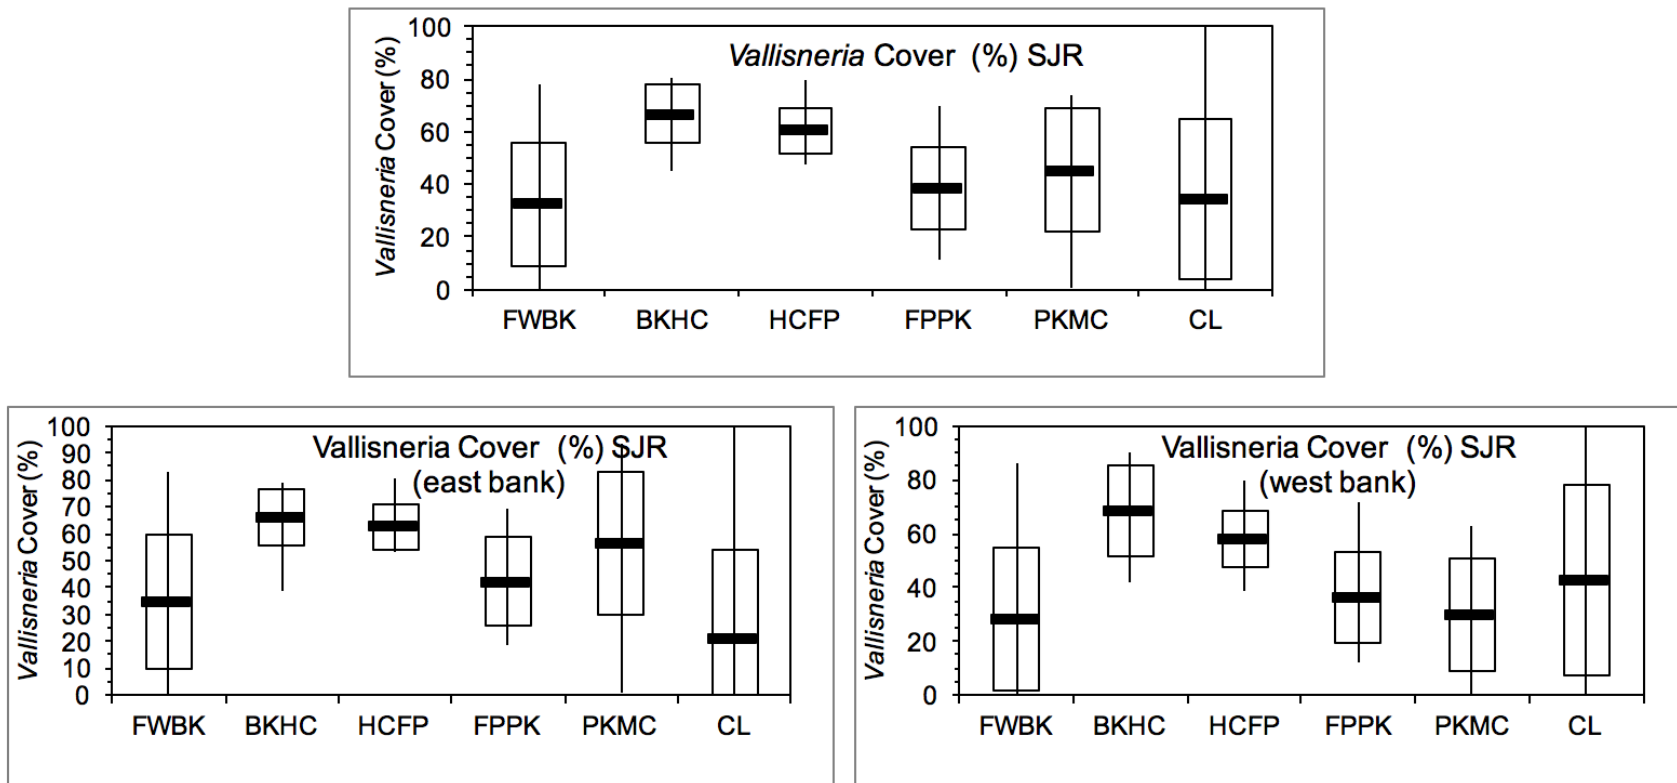 Vallisneria Cover (%) SJR
Vallisneria Cover (%)
100
80
60
40
20
0
FWBK BKHC HCFP FPPK PKMC CL
Vallisneria Cover (%) SJR
(east bank)
Vallisneria Cover (%)
100
90
80
70
60
50
40
30
20
10
0
FWBK BKHC HCFP FPPK PKMC CL
Vallisneria Cover (%) SJR
(west bank)
Vallisneria Cover (%)
100
80
60
40
20
0
FWBK BKHC HCFP FPPK PKMC CL